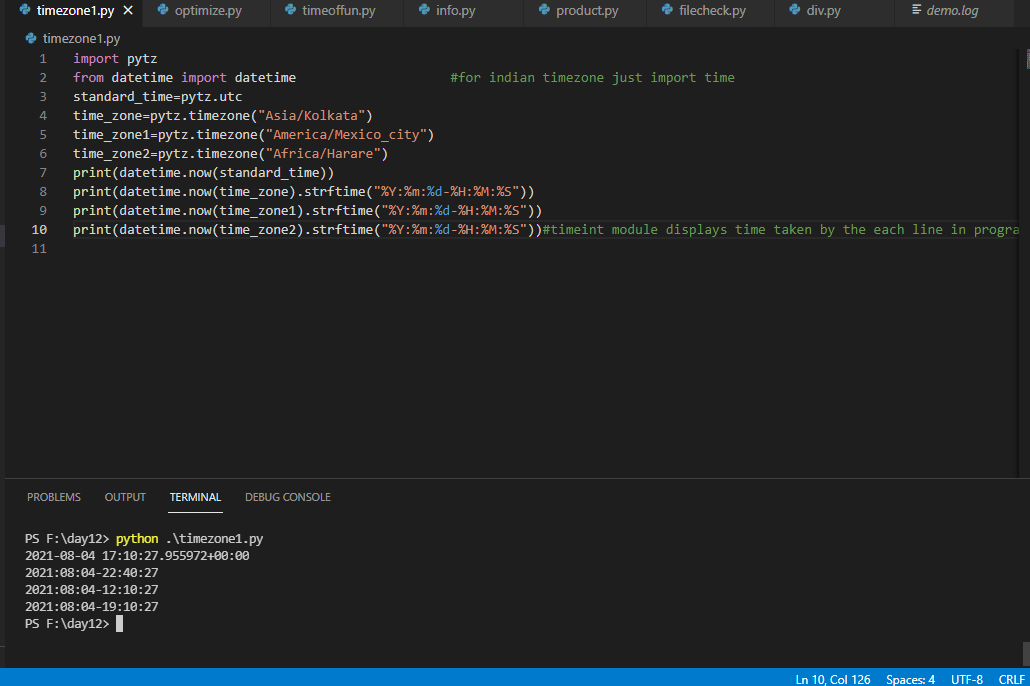 timezone1.py optimize.py timeoffun.py info.py product.py filecheck.py div.py demo.log
timezone1.py
1 import pytz
2 from datetime import datetime #for indian timezone just import time
3 standard_time=pytz.utc
4 time_zone=pytz.timezone("Asia/Kolkata")
5 time_zone1=pytz.timezone("America/Mexico_city")
6 time_zone2=pytz.timezone("Africa/Harare")
7 print(datetime.now(standard_time))
8 print(datetime.now(time_zone).strftime("%Y:%m:%d-%H:%M:%S"))
9 print(datetime.now(time_zone1).strftime("%Y:%m:%d-%H:%M:%S"))
10 print(datetime.now(time_zone2).strftime("%Y:%m:%d-%H:%M:%S"))#timeint module displays time taken by the each line in progra
11
PROBLEMS OUTPUT TERMINAL DEBUG CONSOLE
PS F:\day12> python .\timezone1.py
2021-08-04 17:10:27.955972+00:00
2021:08:04-22:40:27
2021:08:04-12:10:27
2021:08:04-19:10:27
PS F:\day12>
Ln 10, Col 126 Spaces: 4 UTF-8 CRLF